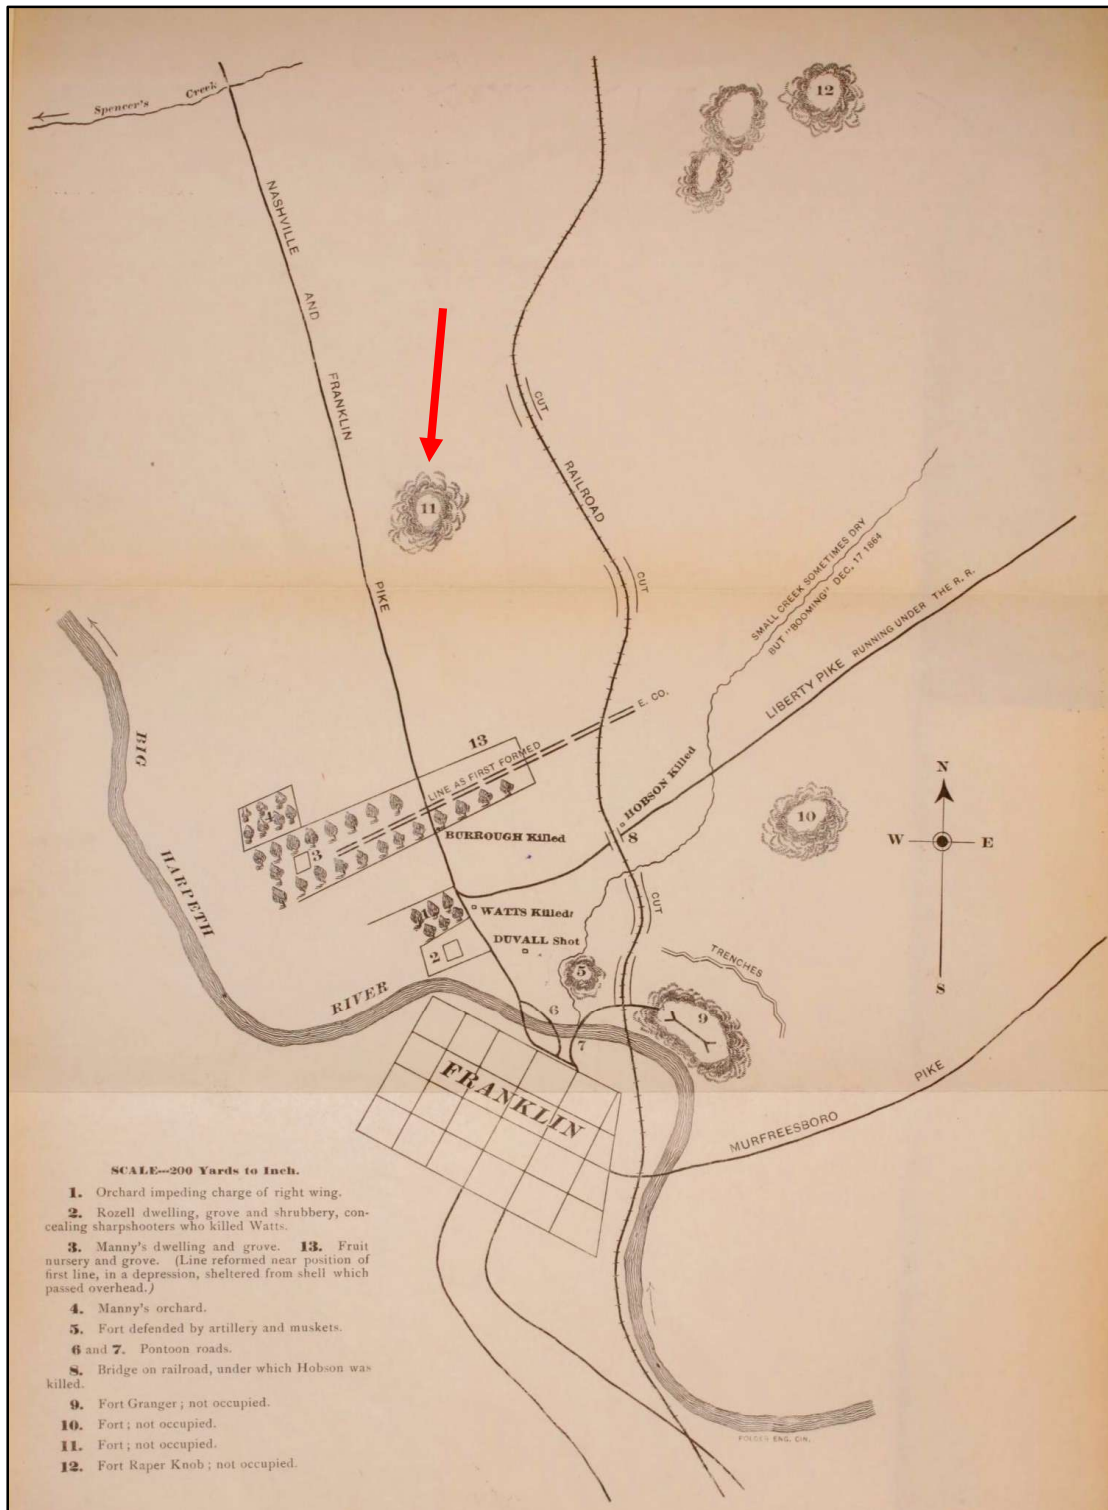 Spencer's Creek
12
NASHVILLE AND FRANKLIN PIKE
CUT
RAILROAD
11
CUT
SMALL CREEK SOMETIMES DRY
BUT "BOOMING" DEC. 17 1864
LIBERTY PIKE RUNNING UNDER THE R. R.
E. CO.
13
LINE AS FIRST FORMED
HOBSON Killed
8
BURROUGH Killed
10
N
W E
S
3
BIG HARPETH RIVER
1
WATTS Killed
DUVALL Shot
2
5
CUT
TRENCHES
6
9
7
FRANKLIN
MURFREESBORO PIKE
SCALE---200 Yards to Inch.
1. Orchard impeding charge of right wing.
2. Rozell dwelling, grove and shrubbery, con-
cealing sharpshooters who killed Watts.
3. Manny's dwelling and grove. 13. Fruit
nursery and grove. (Line reformed near position of
first line, in a depression, sheltered from shell which
passed overhead.)
4. Manny's orchard.
5. Fort defended by artillery and muskets.
6 and 7. Pontoon roads.
8. Bridge on railroad, under which Hobson was
killed.
9. Fort Granger; not occupied.
10. Fort; not occupied.
11. Fort; not occupied.
12. Fort Raper Knob; not occupied.
ENG. CIN.